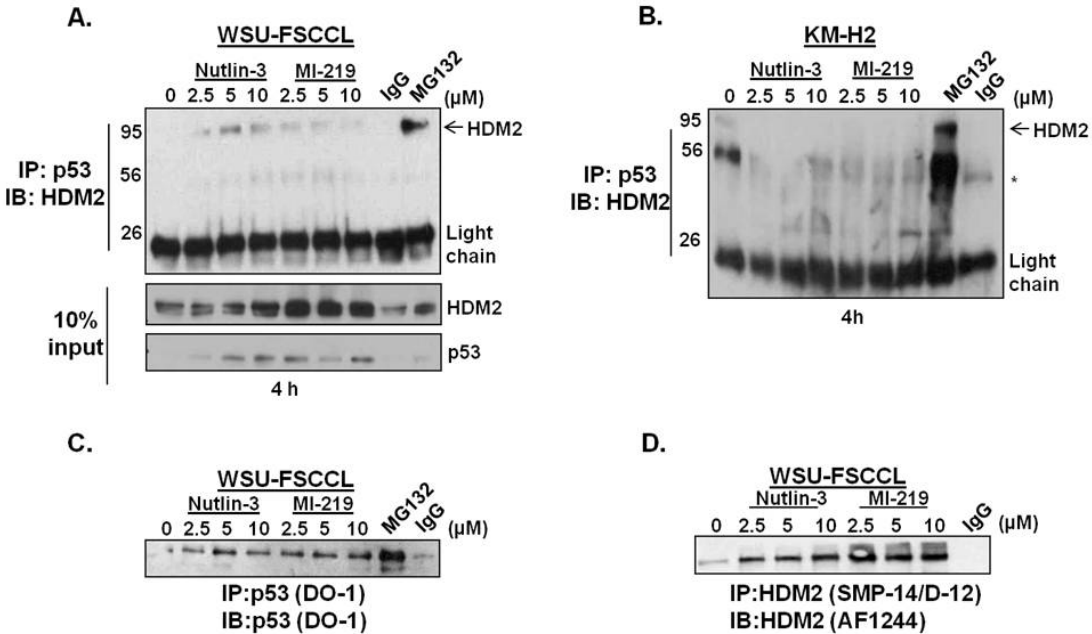 A.
WSU-FSCCL
Nutlin-3 MI-219
0 2.5 5 10 2.5 5 10 IgG MG132 (µM)
95
56
26
IP: p53
IB: HDM2
←HDM2
Light
chain
10%
input
HDM2
p53
4 h
B.
KM-H2
Nutlin-3 MI-219
0 2.5 5 10 2.5 5 10 MG132 IgG (µM)
95
56
26
IP: p53
IB: HDM2
←HDM2
*
Light
chain
4h
C.
WSU-FSCCL
Nutlin-3 MI-219
0 2.5 5 10 2.5 5 10 MG132 IgG (µM)
IP:p53 (DO-1)
IB:p53 (DO-1)
D.
WSU-FSCCL
Nutlin-3 MI-219
0 2.5 5 10 2.5 5 10 IgG (µM)
IP:HDM2 (SMP-14/D-12)
IB:HDM2 (AF1244)